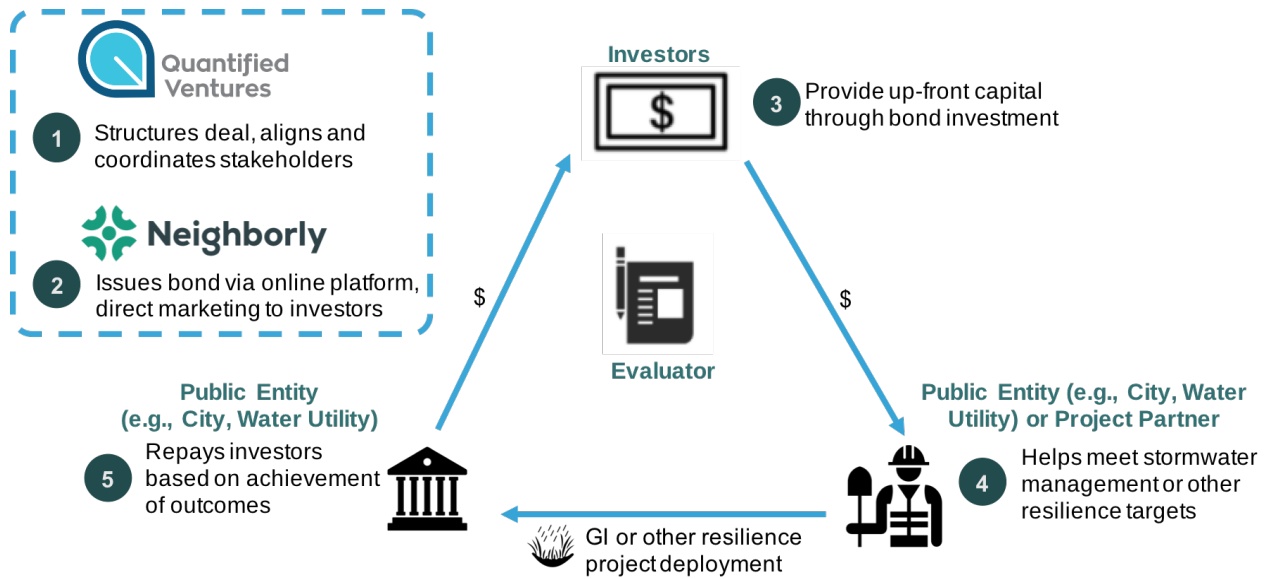 Quantified
Ventures
1
Structures deal, aligns and
coordinates stakeholders
Neighborly
2
Issues bond via online platform,
direct marketing to investors
Investors
$
3
Provide up-front capital
through bond investment
$
$
Evaluator
Public Entity
(e.g., City, Water Utility)
5
Repays investors
based on achievement
of outcomes
Public Entity (e.g., City, Water
Utility) or Project Partner
4
Helps meet stormwater
management or other
resilience targets
GI or other resilience
project deployment